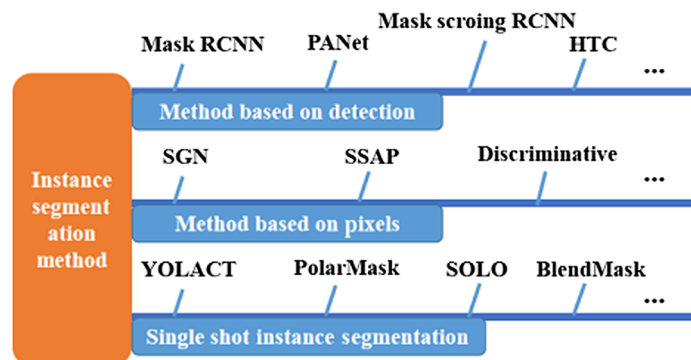 Mask scroing RCNN
Mask RCNN PANet HTC ...
Method based on detection
SGN SSAP Discriminative ...
Method based on pixels
Instance
segment
ation
method
YOLACT PolarMask SOLO BlendMask ...
Single shot instance segmentation